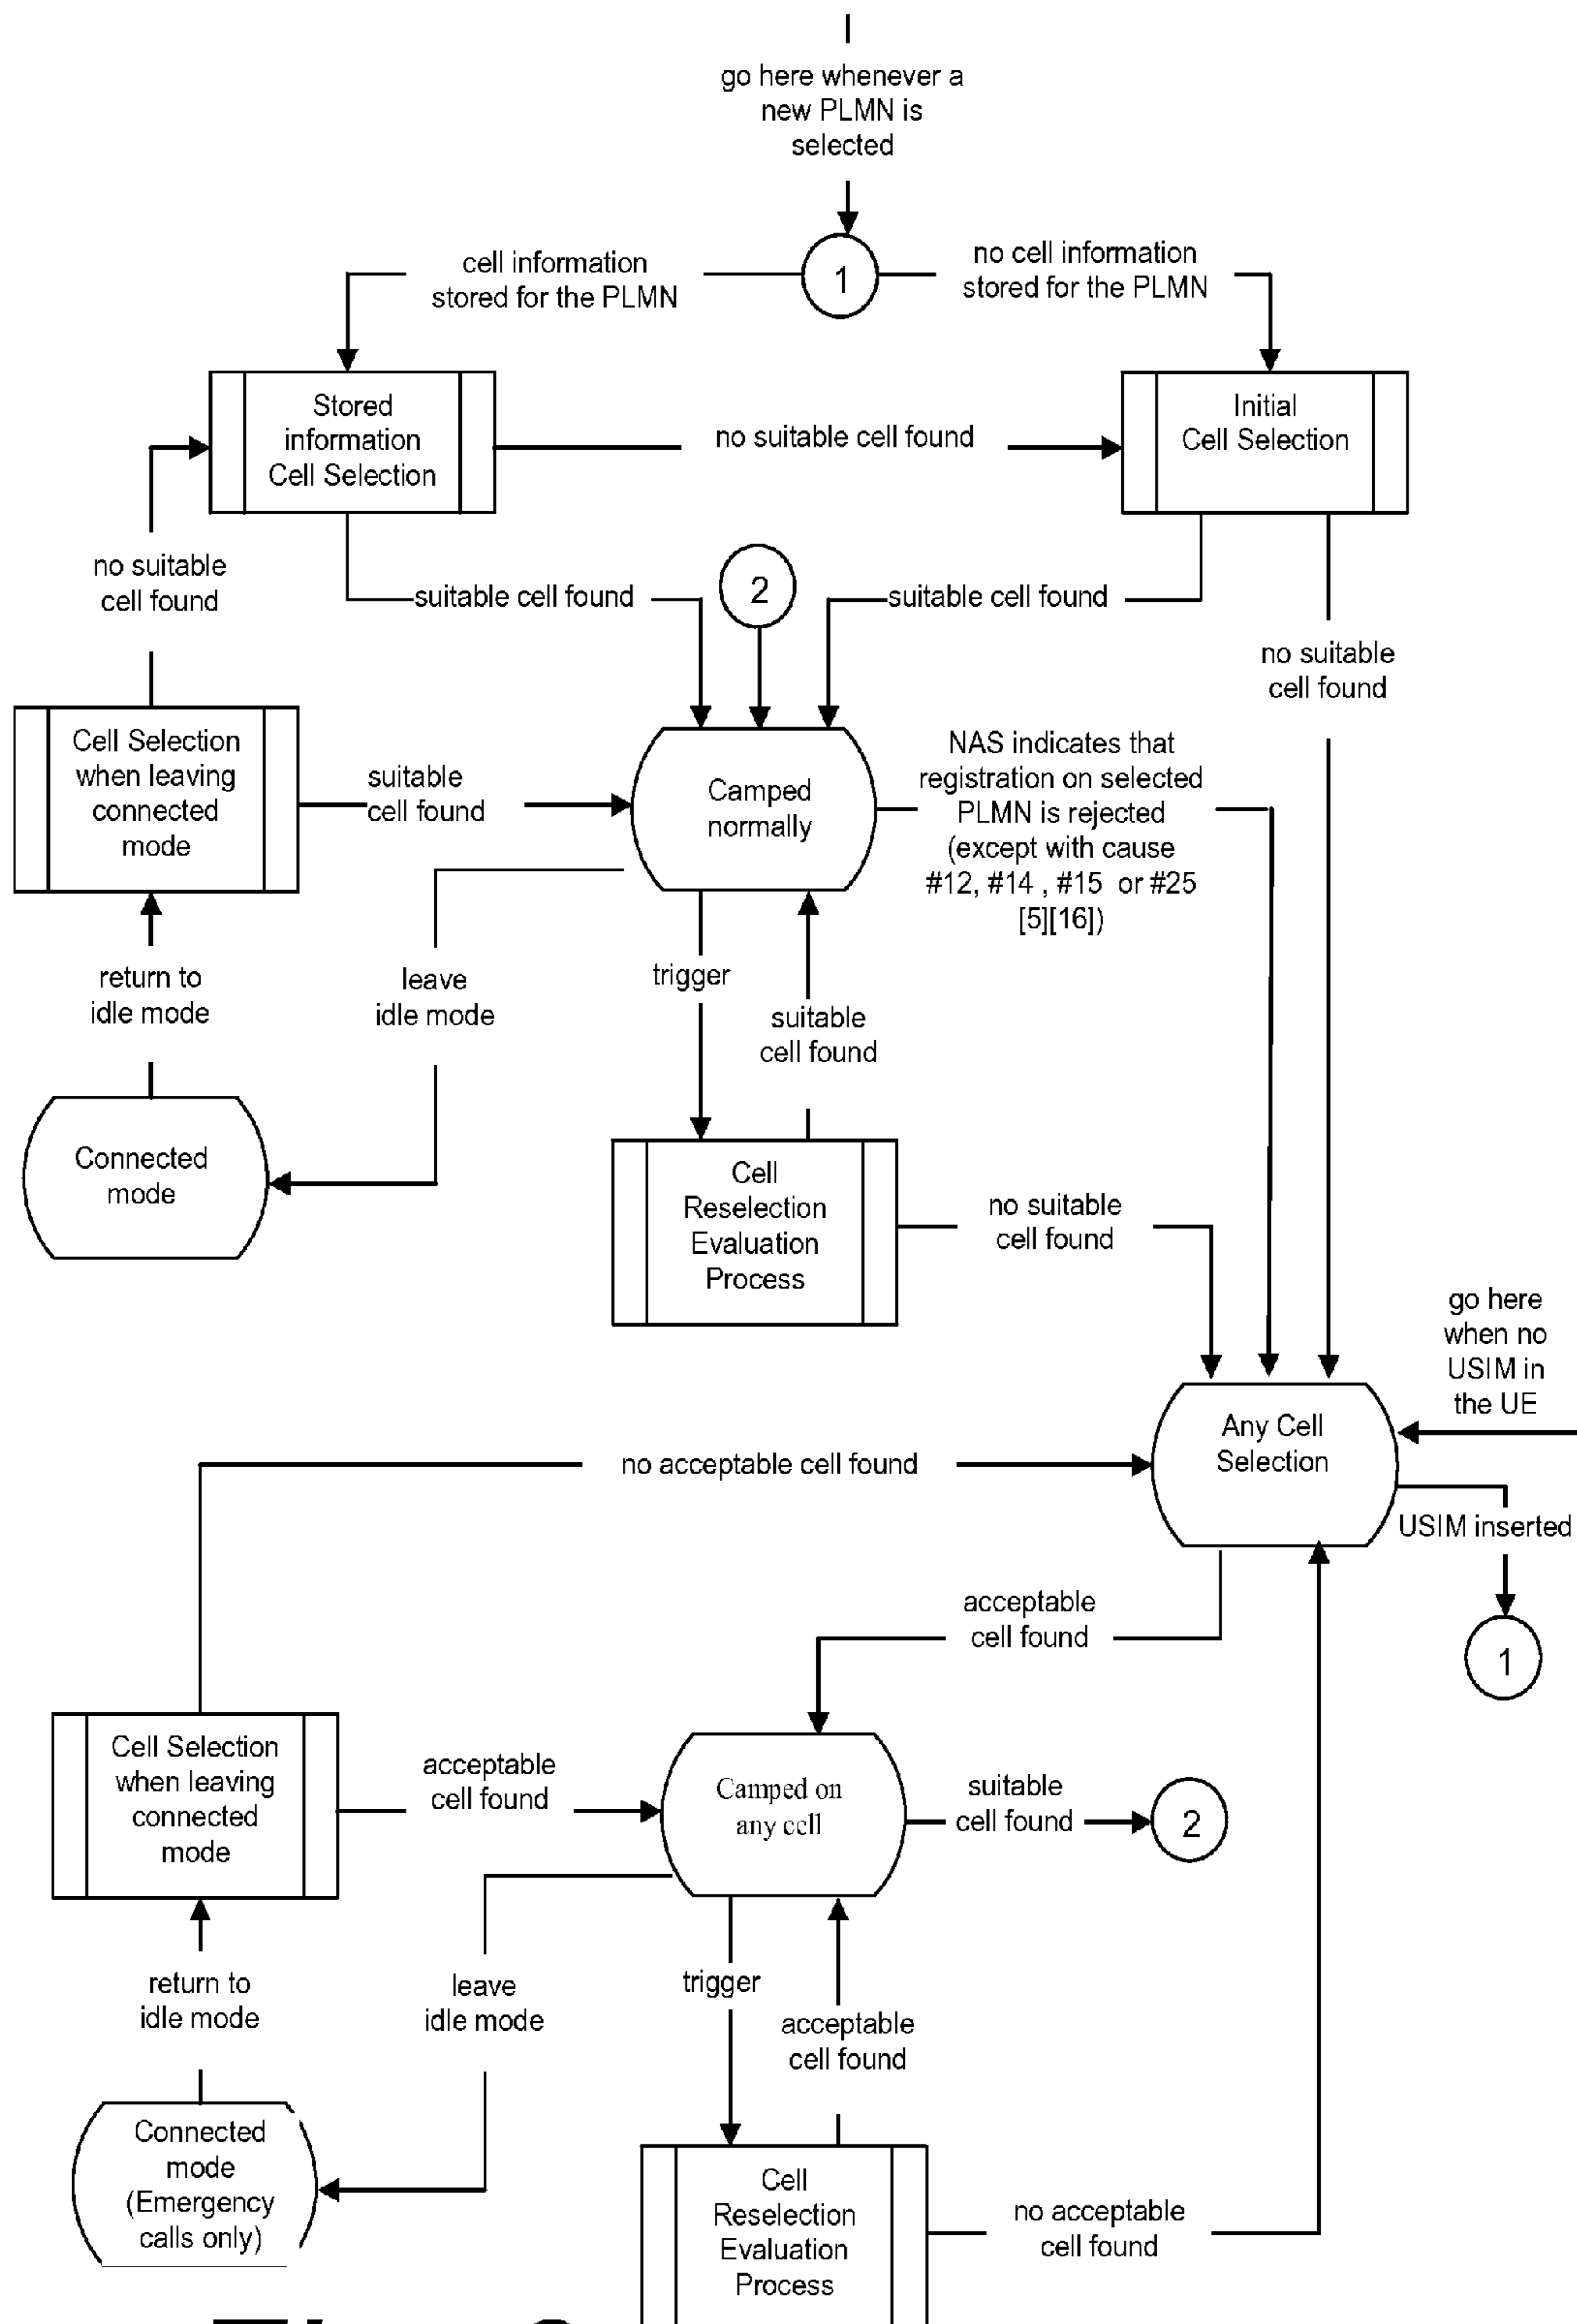 go here whenever a
new PLMN is
selected
1
cell information
stored for the PLMN
no cell information
stored for the PLMN
Stored
information
Cell Selection
no suitable cell found
Initial
Cell Selection
no suitable
cell found
suitable cell found
2
suitable cell found
no suitable
cell found
Cell Selection
when leaving
connected
mode
suitable
cell found
Camped
normally
NAS indicates that
registration on selected
PLMN is rejected
(except with cause
#12, #14 , #15 or #25
[5][16])
return to
idle mode
leave
idle mode
trigger
suitable
cell found
Connected
mode
Cell
Reselection
Evaluation
Process
no suitable
cell found
go here
when no
USIM in
the UE
Any Cell
Selection
no acceptable cell found
USIM inserted
1
acceptable
cell found
Cell Selection
when leaving
connected
mode
acceptable
cell found
Camped on
any cell
suitable
cell found
2
return to
idle mode
leave
idle mode
trigger
acceptable
cell found
Connected
mode
(Emergency
calls only)
Cell
Reselection
Evaluation
Process
no acceptable
cell found